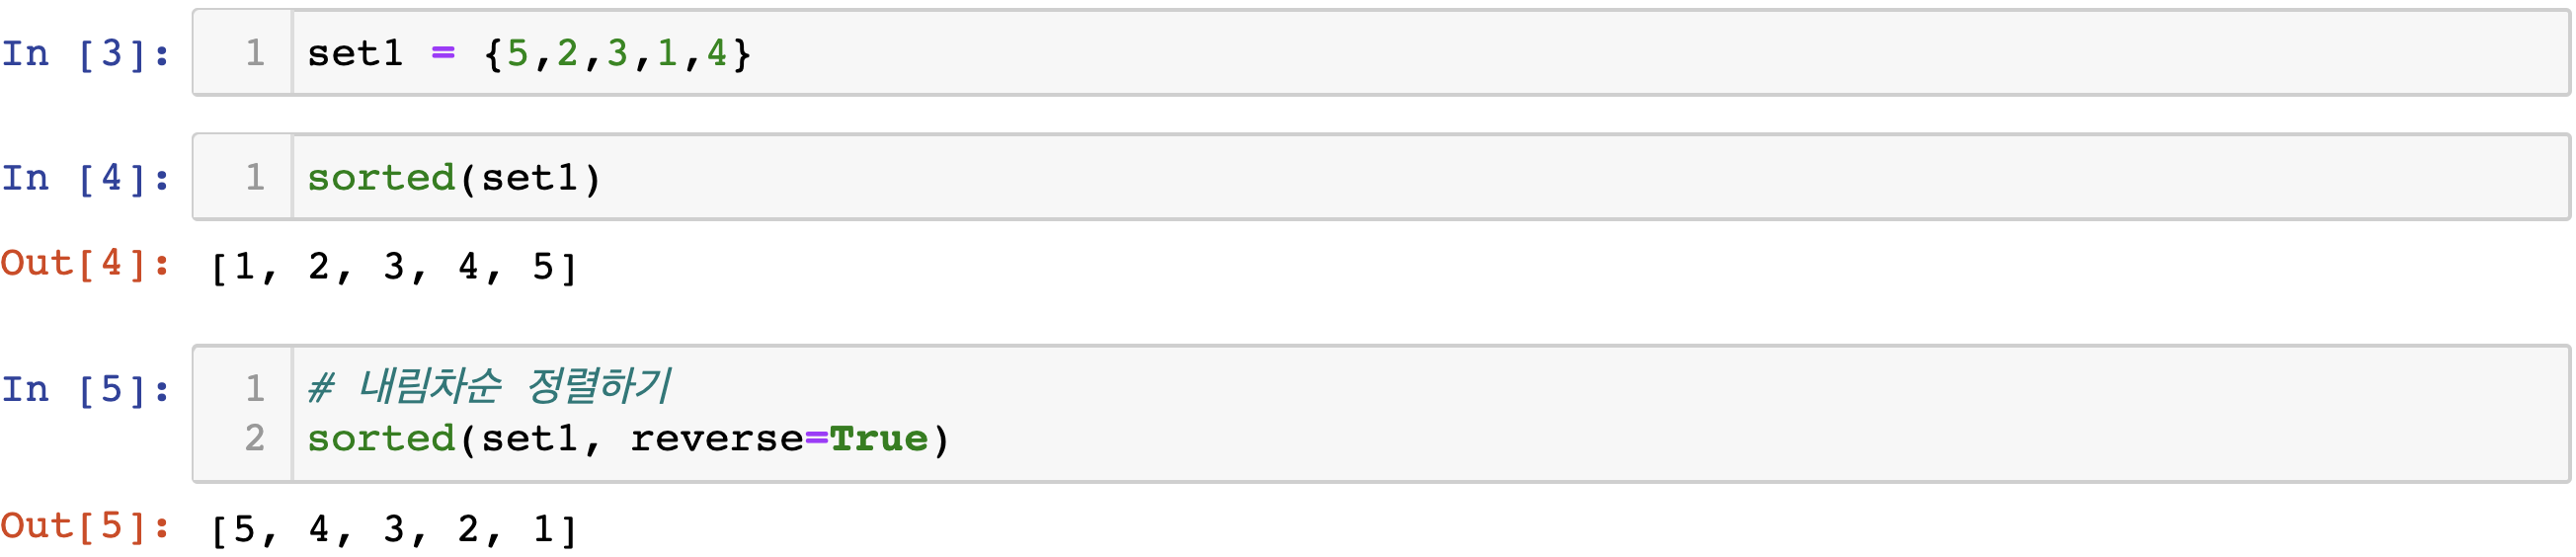 In [3]: 1 set1 = {5,2,3,1,4}
In [4]: 1 sorted(set1)
Out[4]: [1, 2, 3, 4, 5]
In [5]: 1 # 내림차순 정렬하기
2 sorted(set1, reverse=True)
Out[5]: [5, 4, 3, 2, 1]